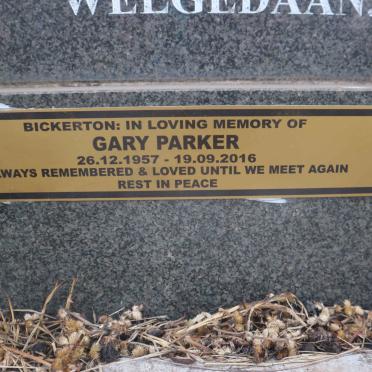 WELGEDAAN
BICKERTON: IN LOVING MEMORY OF
GARY PARKER
26.12.1957 - 19.09.2016
ALWAYS REMEMBERED & LOVED UNTIL WE MEET AGAIN
REST IN PEACE